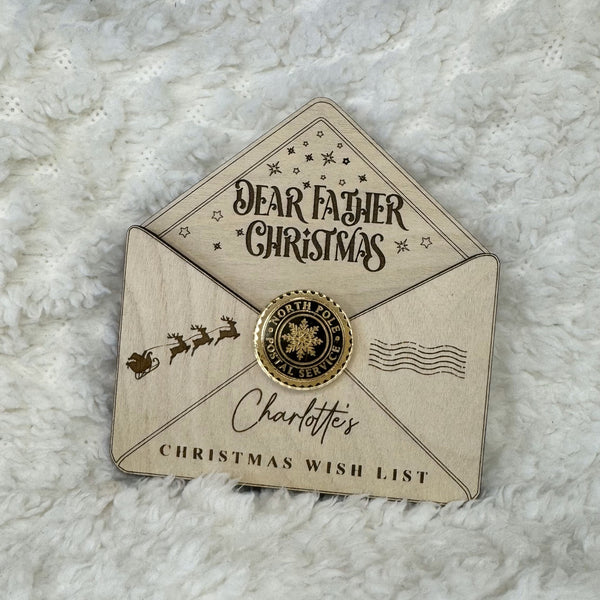 DEAR FATHER
CHRISTMAS
NORTH POLE
POSTAL SERVICE
Charlotte's
CHRISTMAS WISH LIST